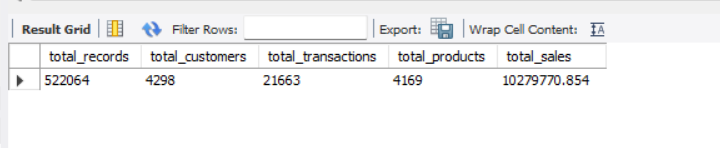 Result Grid Filter Rows: Export: Wrap Cell Content: IA
total_records total_customers total_transactions total_products total_sales
522064 4298 21663 4169 10279770.854